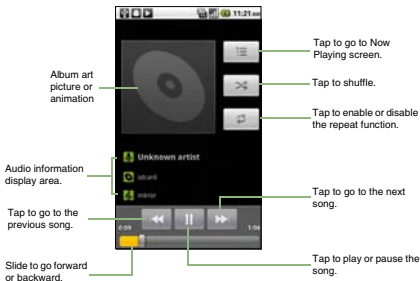 11:21 AM
Tap to go to Now
Playing screen.
Album art
picture or
animation
Tap to shuffle.
Tap to enable or disable
the repeat function.
Unknown artist
Audio information
display area.
sdcard
mirror
Tap to go to the next
song.
Tap to go to the
previous song.
0:09
1:06
Slide to go forward
or backward.
Tap to play or pause the
song.